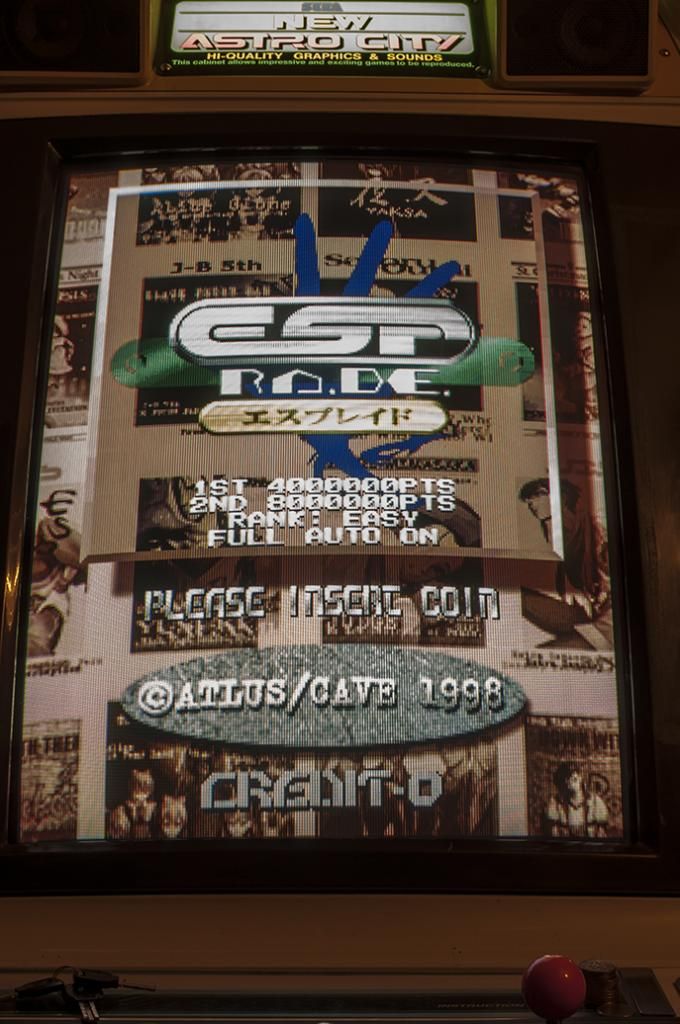 SEGA
NEW
ASTRO CITY
HI-QUALITY GRAPHICS & SOUNDS
This cabinet allows impressive and exciting games to be reproduced.
YAKSA
J-B 5th
Night
ESP
RA.DE.
エスプレイド
1ST 4000000PTS
2ND 8000000PTS
RANK: EASY
FULL AUTO ON
PLEASE INSERT COIN
©ATLUS/CAVE 1998
CREDIT·0
INSTRUCTION